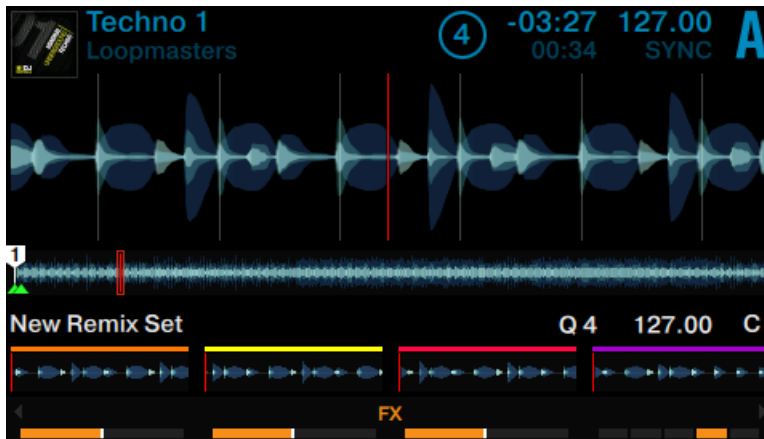 Techno 1 4 -03:27 127.00 A
Loopmasters 00:34 SYNC
1
New Remix Set Q 4 127.00 C
FX